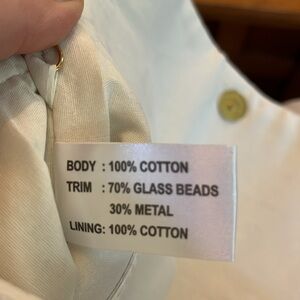 BODY : 100% COTTON
TRIM : 70% GLASS BEADS
30% METAL
LINING: 100% COTTON